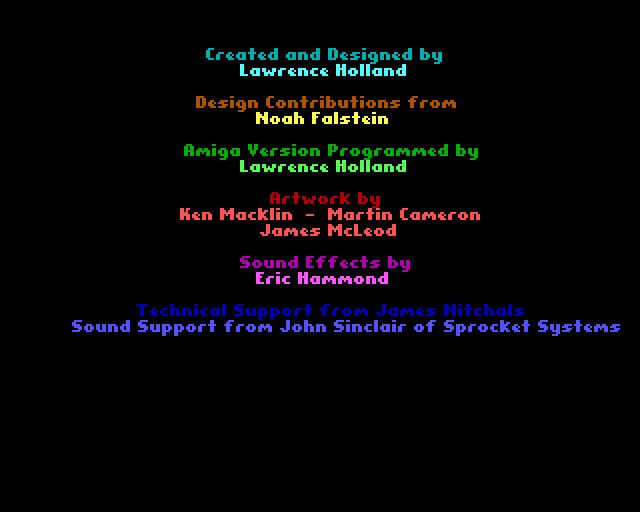 Created and Designed by
Lawrence Holland
Design Contributions from
Noah Falstein
Amiga Version Programmed by
Lawrence Holland
Artwork by
Ken Macklin - Martin Cameron
James McLeod
Sound Effects by
Eric Hammond
Technical Support from James Nitchals
Sound Support from John Sinclair of Sprocket Systems